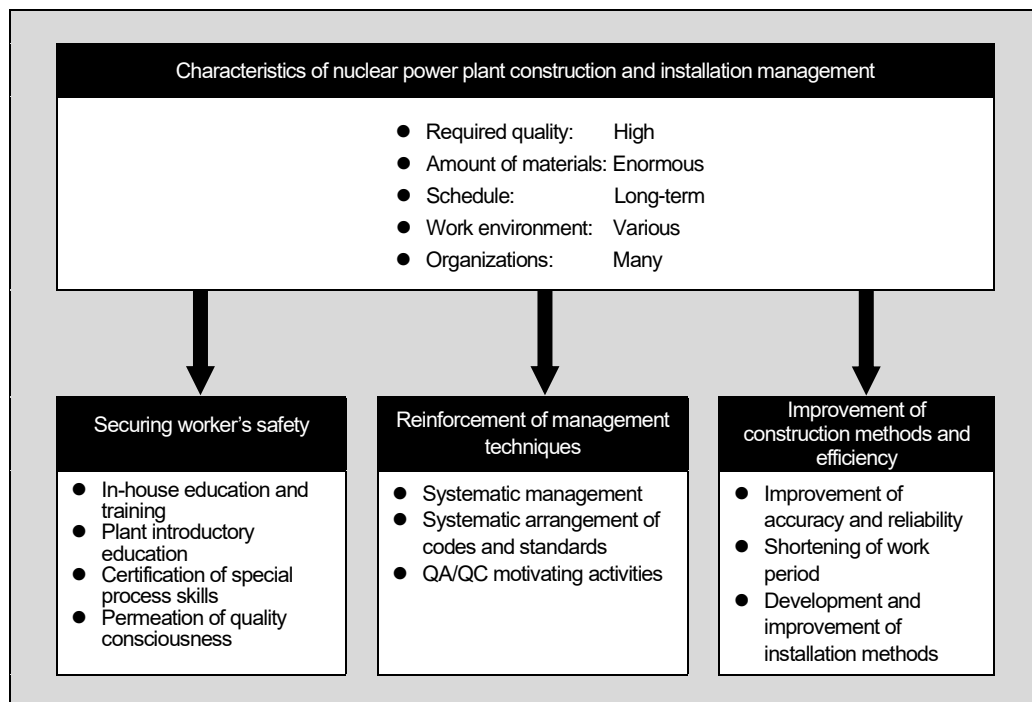 Characteristics of nuclear power plant construction and installation management
● Required quality: High
● Amount of materials: Enormous
● Schedule: Long-term
● Work environment: Various
● Organizations: Many
Securing worker's safety
● In-house education and
training
● Plant introductory
education
● Certification of special
process skills
● Permeation of quality
consciousness
Reinforcement of management
techniques
● Systematic management
● Systematic arrangement of
codes and standards
● QA/QC motivating activities
Improvement of
construction methods and
efficiency
● Improvement of
accuracy and reliability
● Shortening of work
period
● Development and
improvement of
installation methods